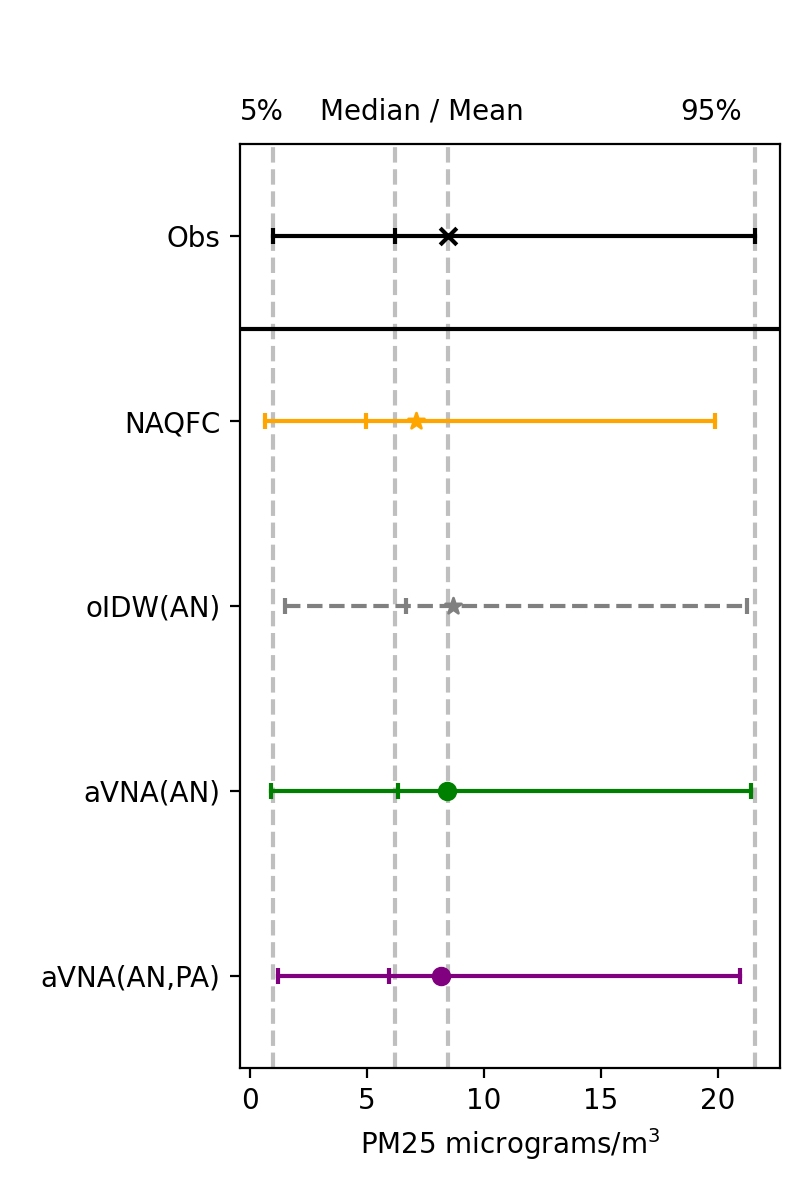 5% Median / Mean 95%
Obs
NAQFC
oIDW(AN)
aVNA(AN)
aVNA(AN,PA)
0 5 10 15 20
PM25 micrograms/m³